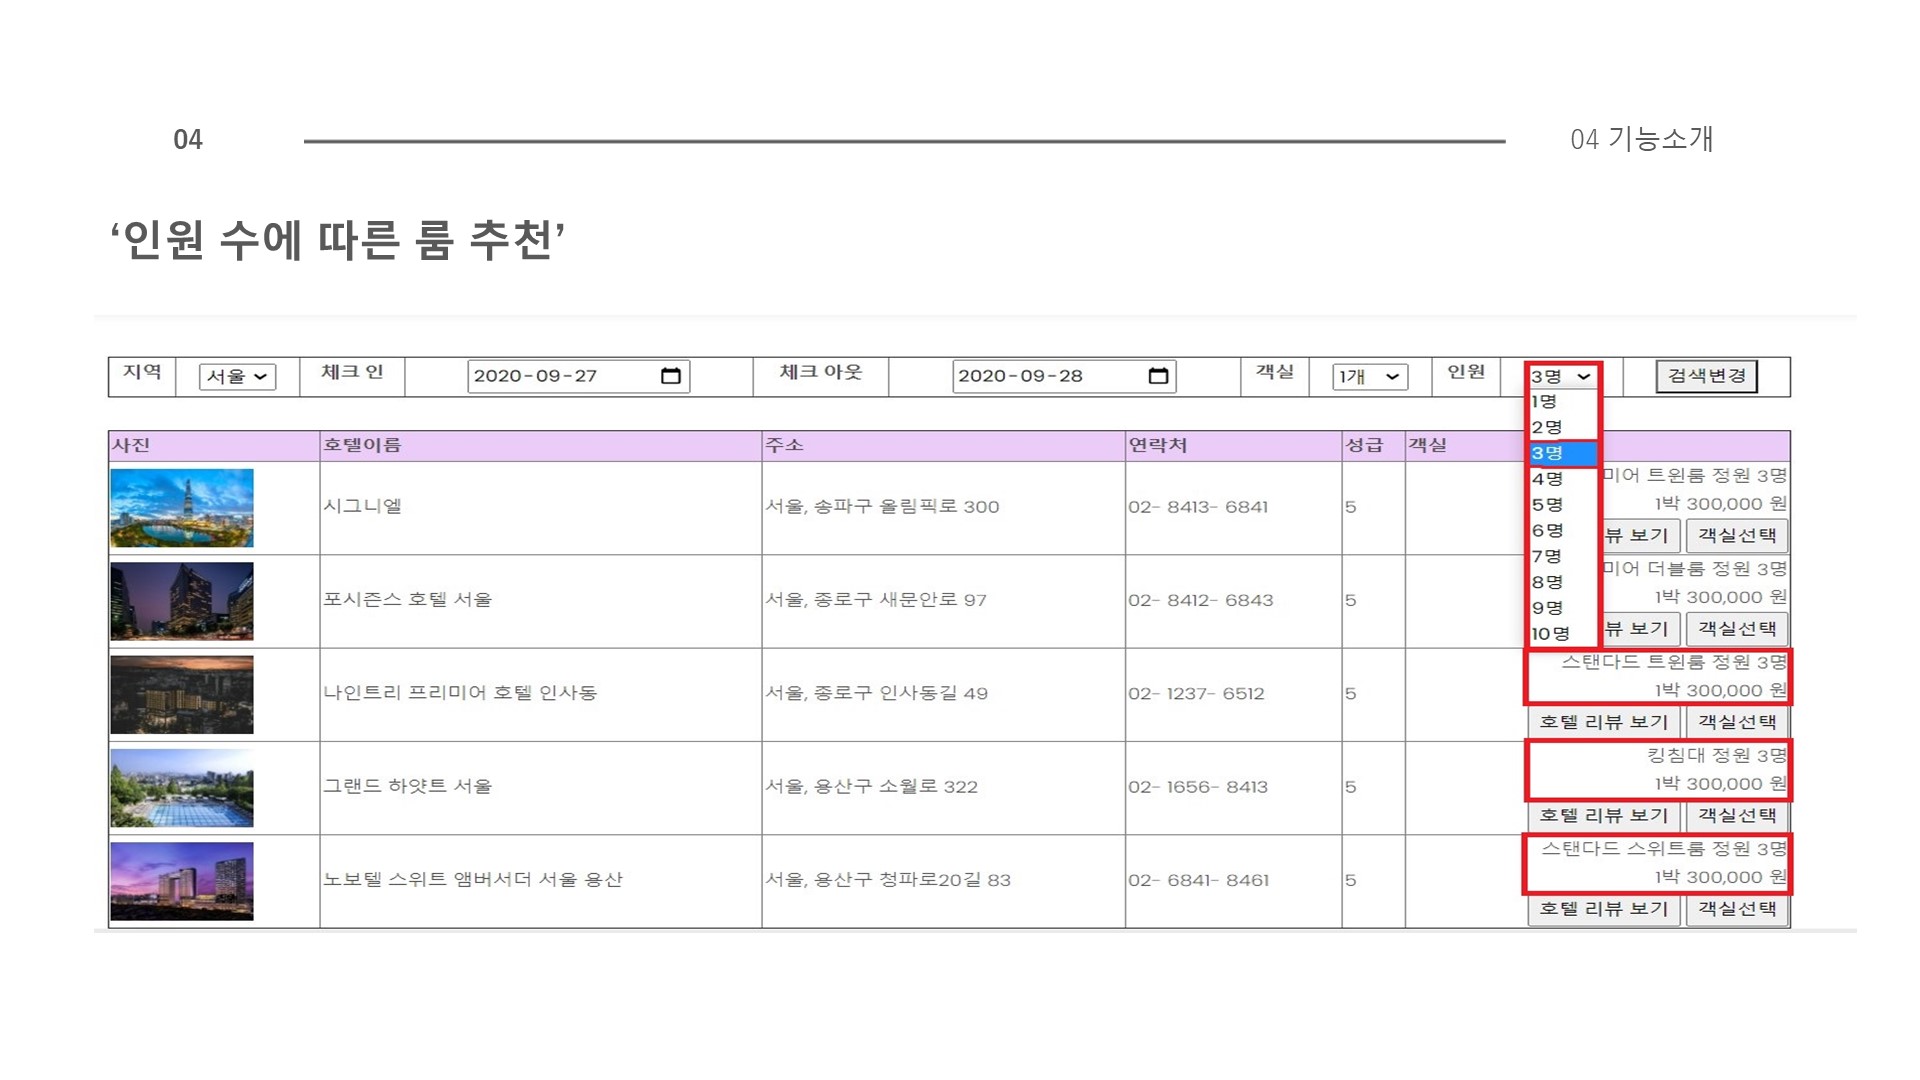 04
04 기능소개
‘인원 수에 따른 룸 추천’
지역 서울 체크 인 2020-09-27 체크 아웃 2020-09-28 객실 1개 인원 3명 검색변경
1명
2명
3명
4명
5명
6명
7명
8명
9명
10명
사진 호텔이름 주소 연락처 성급 객실
시그니엘 서울, 송파구 올림픽로 300 02- 8413- 6841 5
미어 트윈룸 정원 3명
1박 300,000 원
뷰 보기 객실선택
포시즌스 호텔 서울 서울, 종로구 새문안로 97 02- 8412- 6843 5
미어 더블룸 정원 3명
1박 300,000 원
뷰 보기 객실선택
나인트리 프리미어 호텔 인사동 서울, 종로구 인사동길 49 02- 1237- 6512 5
스탠다드 트윈룸 정원 3명
1박 300,000 원
호텔 리뷰 보기 객실선택
그랜드 하얏트 서울 서울, 용산구 소월로 322 02- 1656- 8413 5
킹침대 정원 3명
1박 300,000 원
호텔 리뷰 보기 객실선택
노보텔 스위트 앰버서더 서울 용산 서울, 용산구 청파로20길 83 02- 6841- 8461 5
스탠다드 스위트룸 정원 3명
1박 300,000 원
호텔 리뷰 보기 객실선택